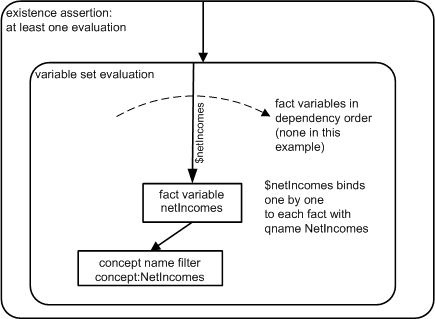 existence assertion:
at least one evaluation
variable set evaluation
$netIncomes
fact variables in
dependency order
(none in this
example)
fact variable
netIncomes
$netIncomes binds
one by one
to each fact with
qname NetIncomes
concept name filter
concept:NetIncomes